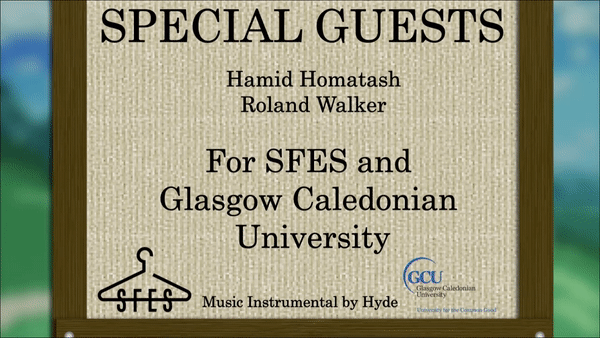 SPECIAL GUESTS
Hamid Homatash
Roland Walker
For SFES and
Glasgow Caledonian
University
SFES
Music Instrumental by Hyde
GCU
Glasgow Caledonian
University
University for the Common Good